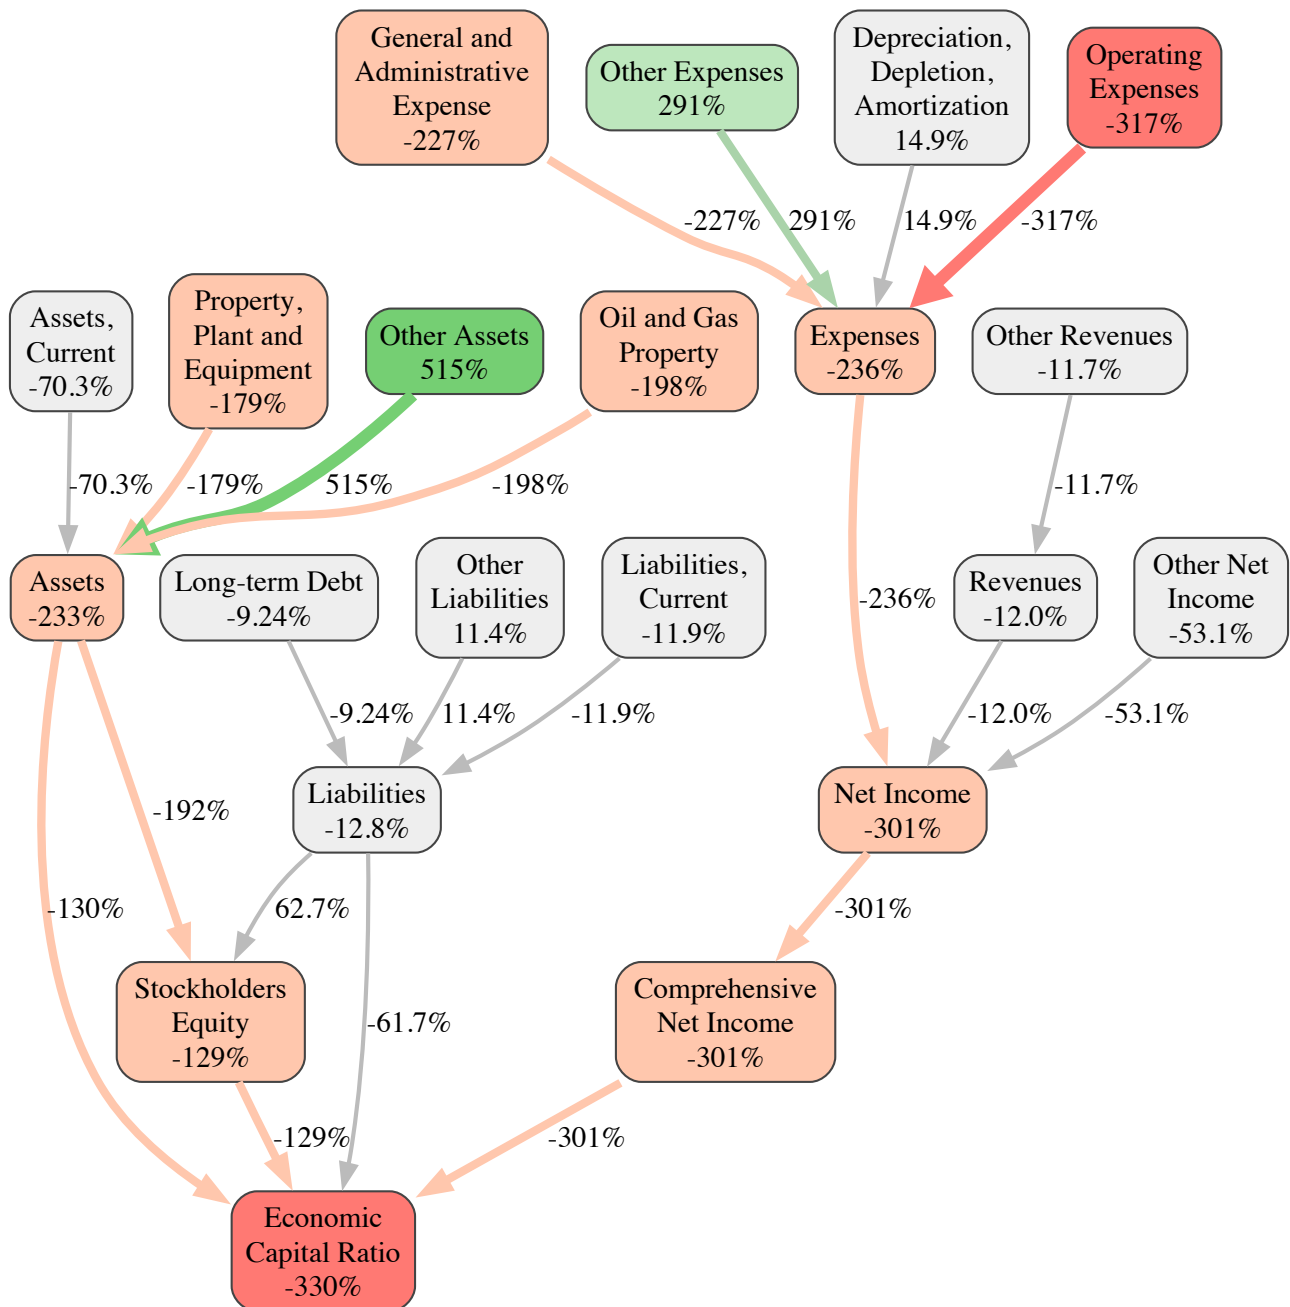 General and
Administrative
Expense
-227%
Other Expenses
291%
Depreciation,
Depletion,
Amortization
14.9%
Operating
Expenses
-317%
-227%
291%
14.9%
-317%
Assets,
Current
-70.3%
Property,
Plant and
Equipment
-179%
Other Assets
515%
Oil and Gas
Property
-198%
Expenses
-236%
Other Revenues
-11.7%
-70.3%
-179%
515%
-198%
-11.7%
Assets
-233%
Long-term Debt
-9.24%
Other
Liabilities
11.4%
Liabilities,
Current
-11.9%
-236%
Revenues
-12.0%
Other Net
Income
-53.1%
-9.24%
11.4%
-11.9%
-12.0%
-53.1%
-192%
Liabilities
-12.8%
Net Income
-301%
-130%
62.7%
-301%
Stockholders
Equity
-129%
-61.7%
Comprehensive
Net Income
-301%
-129%
-301%
Economic
Capital Ratio
-330%